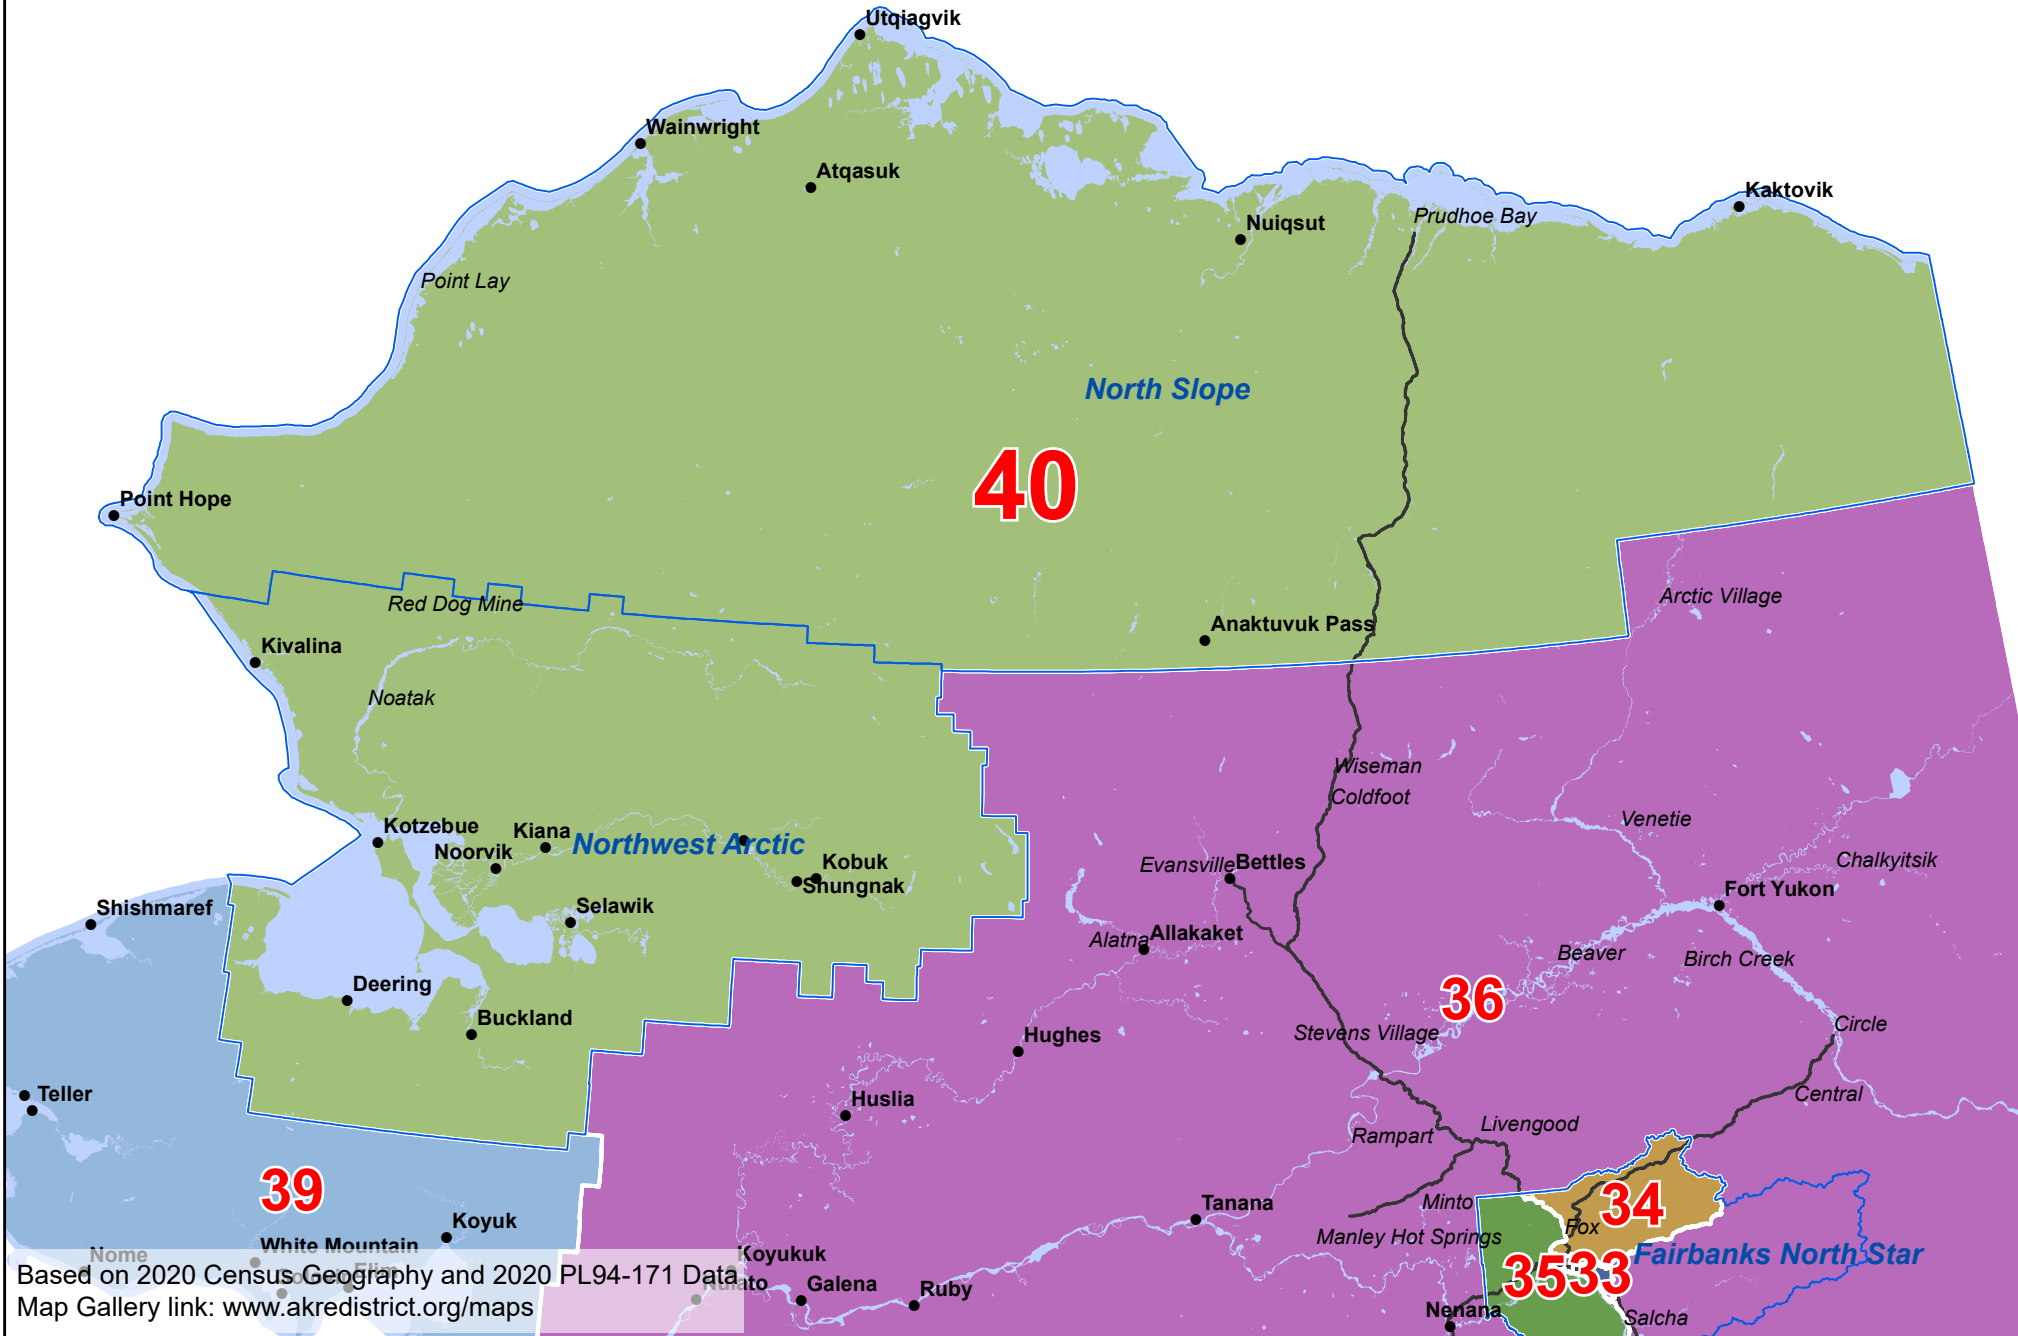 Utqiagvik
Wainwright
Atqasuk
Kaktovik
Prudhoe Bay
Nuiqsut
Point Lay
North Slope
40
Point Hope
Red Dog Mine
Arctic Village
Anaktuvuk Pass
Kivalina
Noatak
Wiseman
Coldfoot
Kotzebue
Kiana
Northwest Arctic
Noorvik
Kobuk
Shungnak
Venetie
Evansville
Bettles
Chalkyitsik
Fort Yukon
Shishmaref
Selawik
Alatna
Allakaket
Beaver
Birch Creek
Deering
36
Buckland
Hughes
Stevens Village
Circle
Teller
Huslia
Central
Rampart
Livengood
39
Tanana
Minto
34
Koyuk
Manley Hot Springs
Fox
White Mountain
Nome
Koyukuk
Fairbanks North Star
Elim
35
33
Based on 2020 Census Geography and 2020 PL94-171 Data
Nulato
Galena
Ruby
Map Gallery link: www.akredistrict.org/maps
Nenana
Salcha